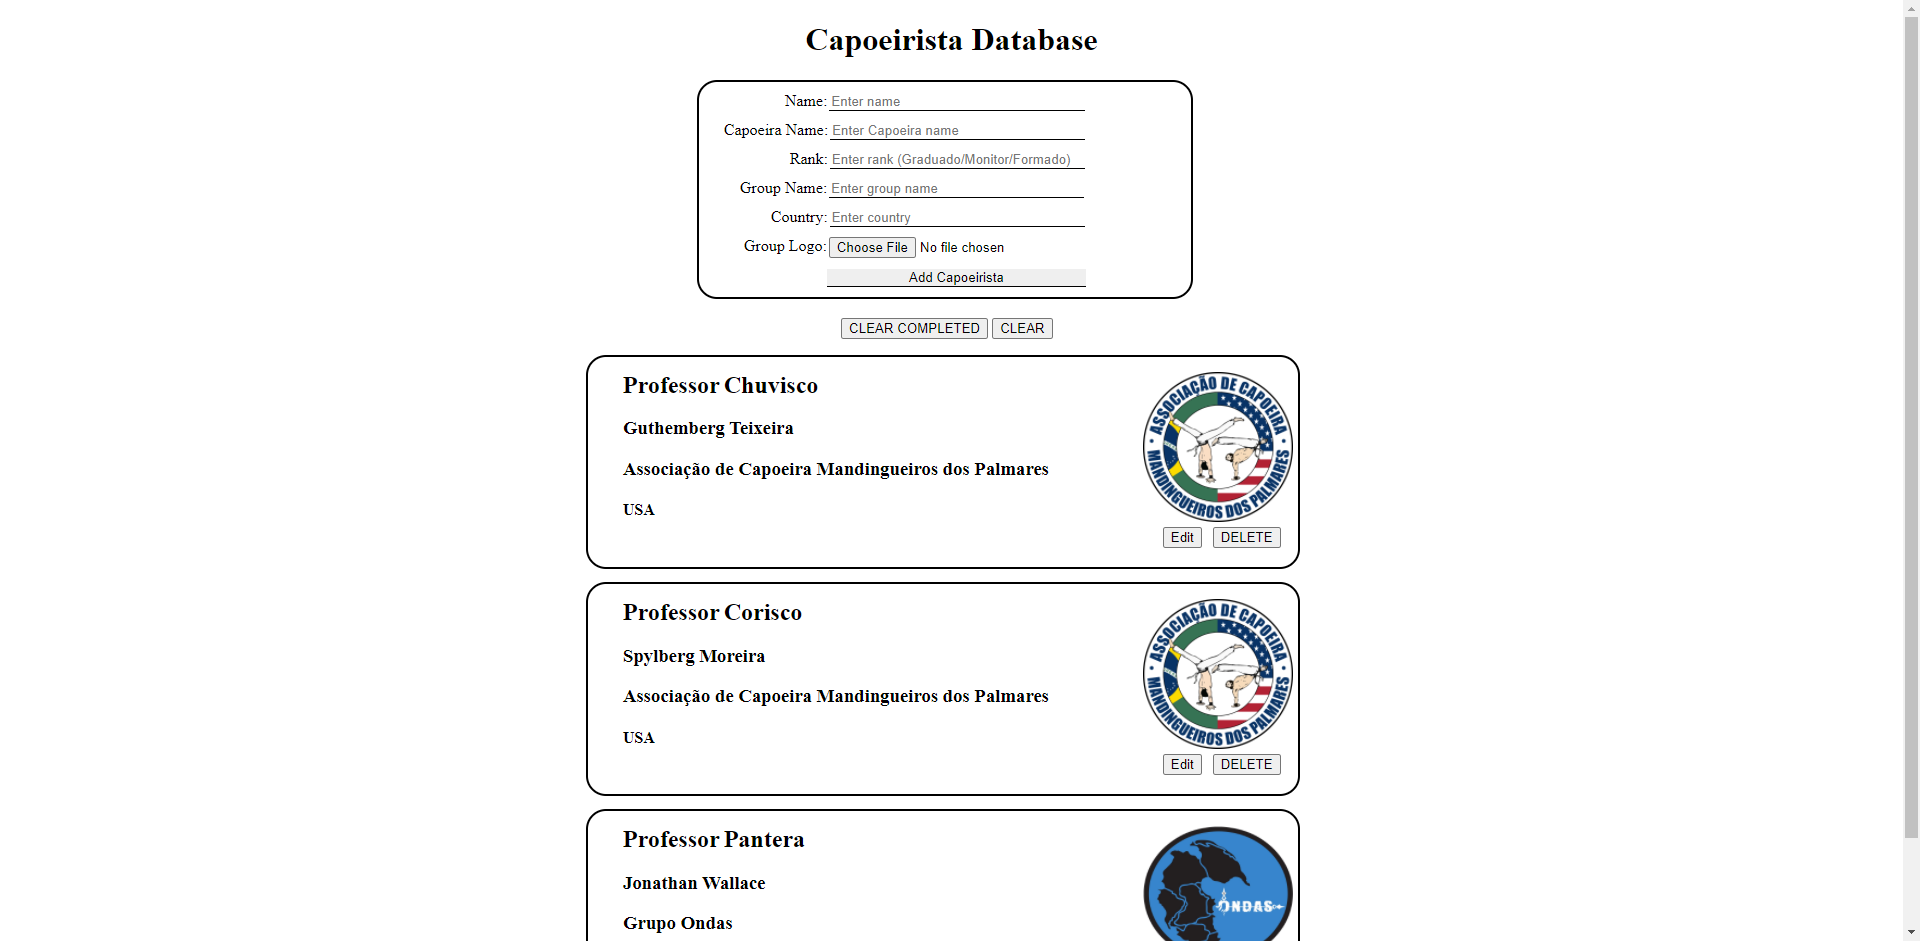 Capoeirista Database
Name: Enter name
Capoeira Name: Enter Capoeira name
Rank: Enter rank (Graduado/Monitor/Formado)
Group Name: Enter group name
Country: Enter country
Group Logo: Choose File No file chosen
Add Capoeirista
CLEAR COMPLETED CLEAR
Professor Chuvisco
Guthemberg Teixeira
Associação de Capoeira Mandingueiros dos Palmares
USA
ASSOCIAÇÃO DE CAPOEIRA
MANDINGUEIROS DOS PALMARES
Edit DELETE
Professor Corisco
Spylberg Moreira
Associação de Capoeira Mandingueiros dos Palmares
USA
ASSOCIAÇÃO DE CAPOEIRA
MANDINGUEIROS DOS PALMARES
Edit DELETE
Professor Pantera
Jonathan Wallace
Grupo Ondas
ONDAS